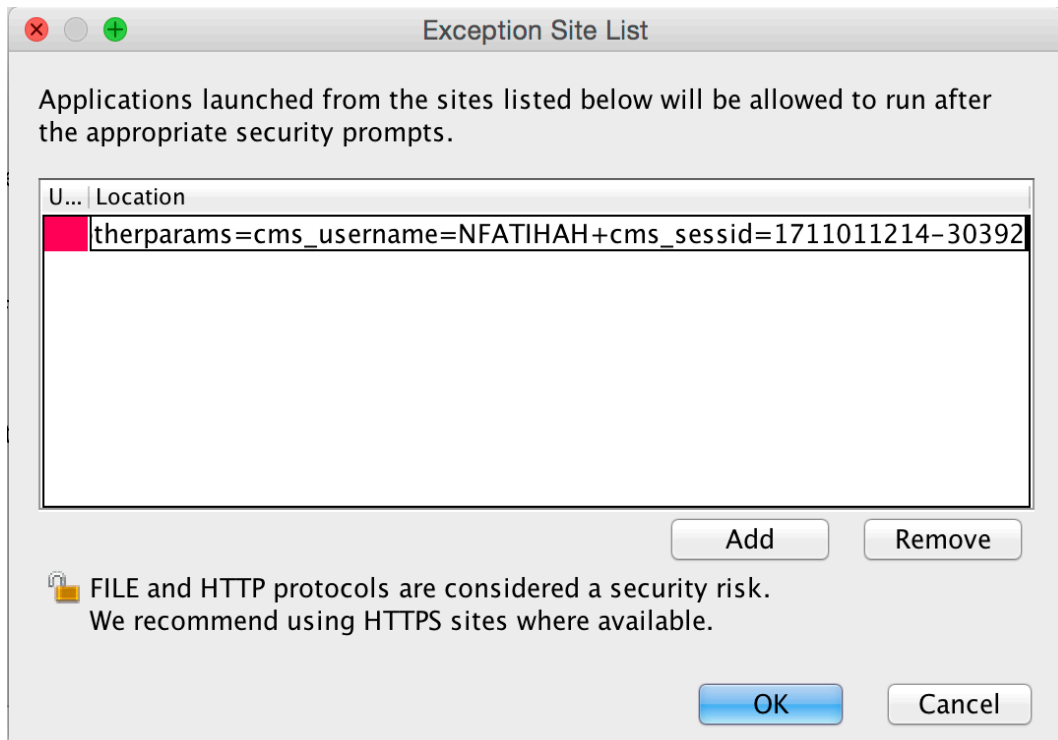 Exception Site List
Applications launched from the sites listed below will be allowed to run after
the appropriate security prompts.
U... Location
therparams=cms_username=NFATIHAH+cms_sessid=1711011214-30392
Add Remove
FILE and HTTP protocols are considered a security risk.
We recommend using HTTPS sites where available.
OK Cancel